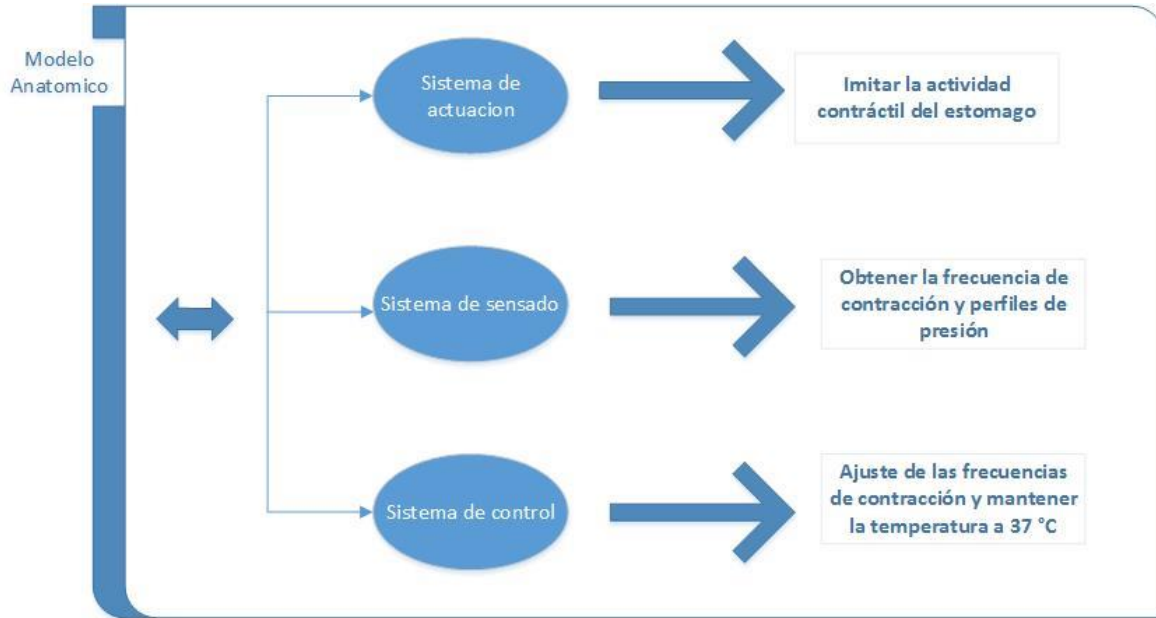 Modelo
Anatomico
Sistema de
actuacion
Imitar la actividad
contráctil del estomago
Sistema de sensado
Obtener la frecuencia de
contracción y perfiles de
presión
Sistema de control
Ajuste de las frecuencias
de contracción y mantener
la temperatura a 37 °C